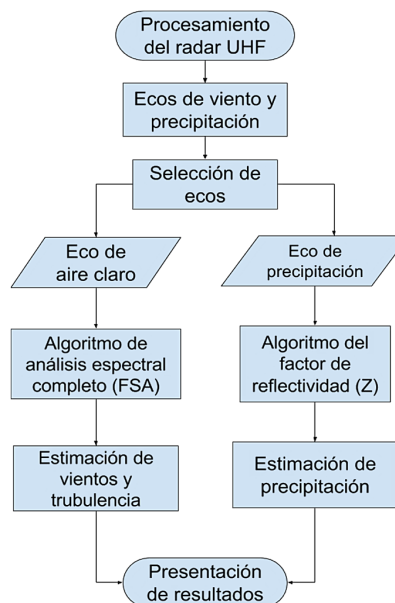 Procesamiento
del radar UHF
Ecos de viento y
precipitación
Selección de
ecos
Eco de
aire claro
Eco de
precipitación
Algoritmo de
análisis espectral
completo (FSA)
Algoritmo del
factor de
reflectividad (Z)
Estimación de
vientos y
trubulencia
Estimación de
precipitación
Presentación
de resultados